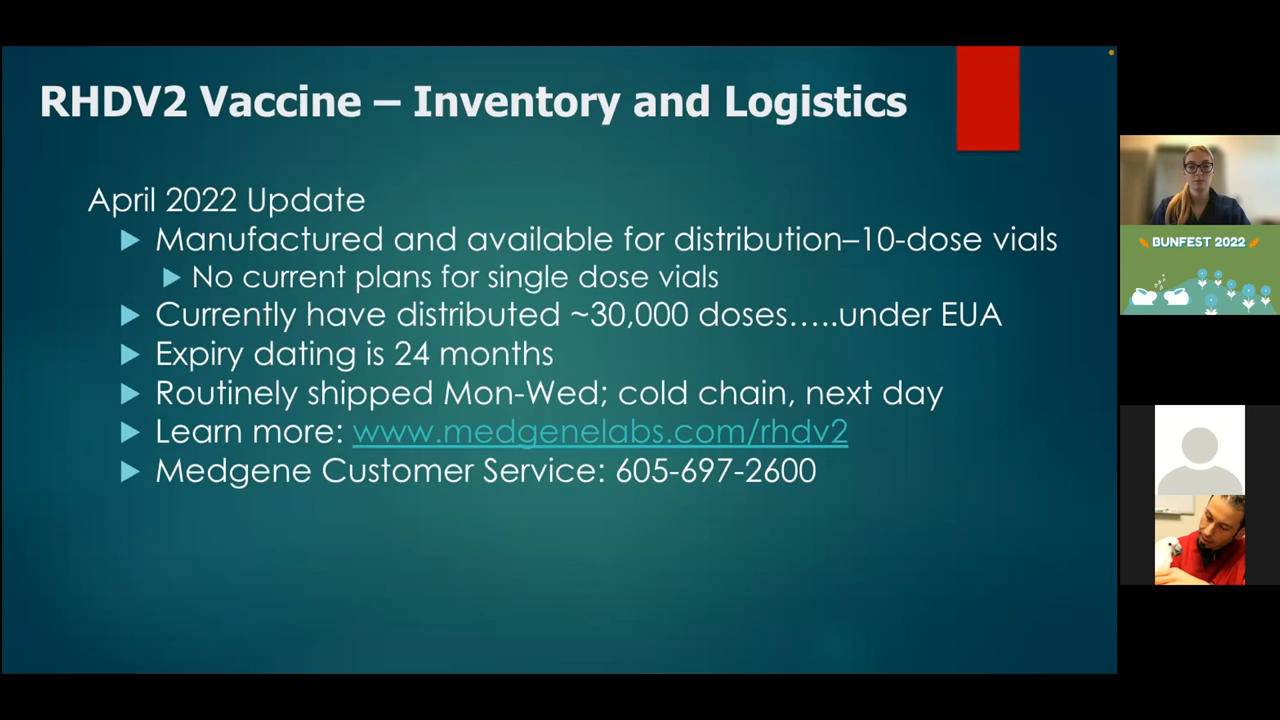 RHDV2 Vaccine – Inventory and Logistics
April 2022 Update
Manufactured and available for distribution–10-dose vials
No current plans for single dose vials
Currently have distributed ~30,000 doses…..under EUA
Expiry dating is 24 months
Routinely shipped Mon-Wed; cold chain, next day
Learn more: www.medgenelabs.com/rhdv2
Medgene Customer Service: 605-697-2600
BUNFEST 2022